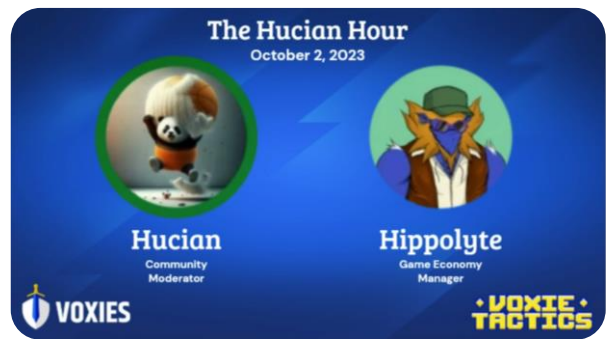 The Hucian Hour
October 2, 2023
Hucian
Community
Moderator
Hippolyte
Game Economy
Manager
VOXIES
VOXIE
TACTICS